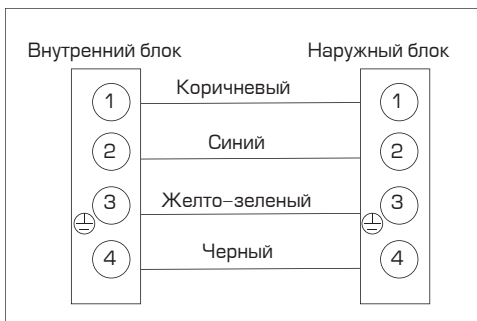 Внутренний блок Наружный блок
1 Коричневый 1
2 Синий 2
3 Желто-зеленый 3
4 Черный 4